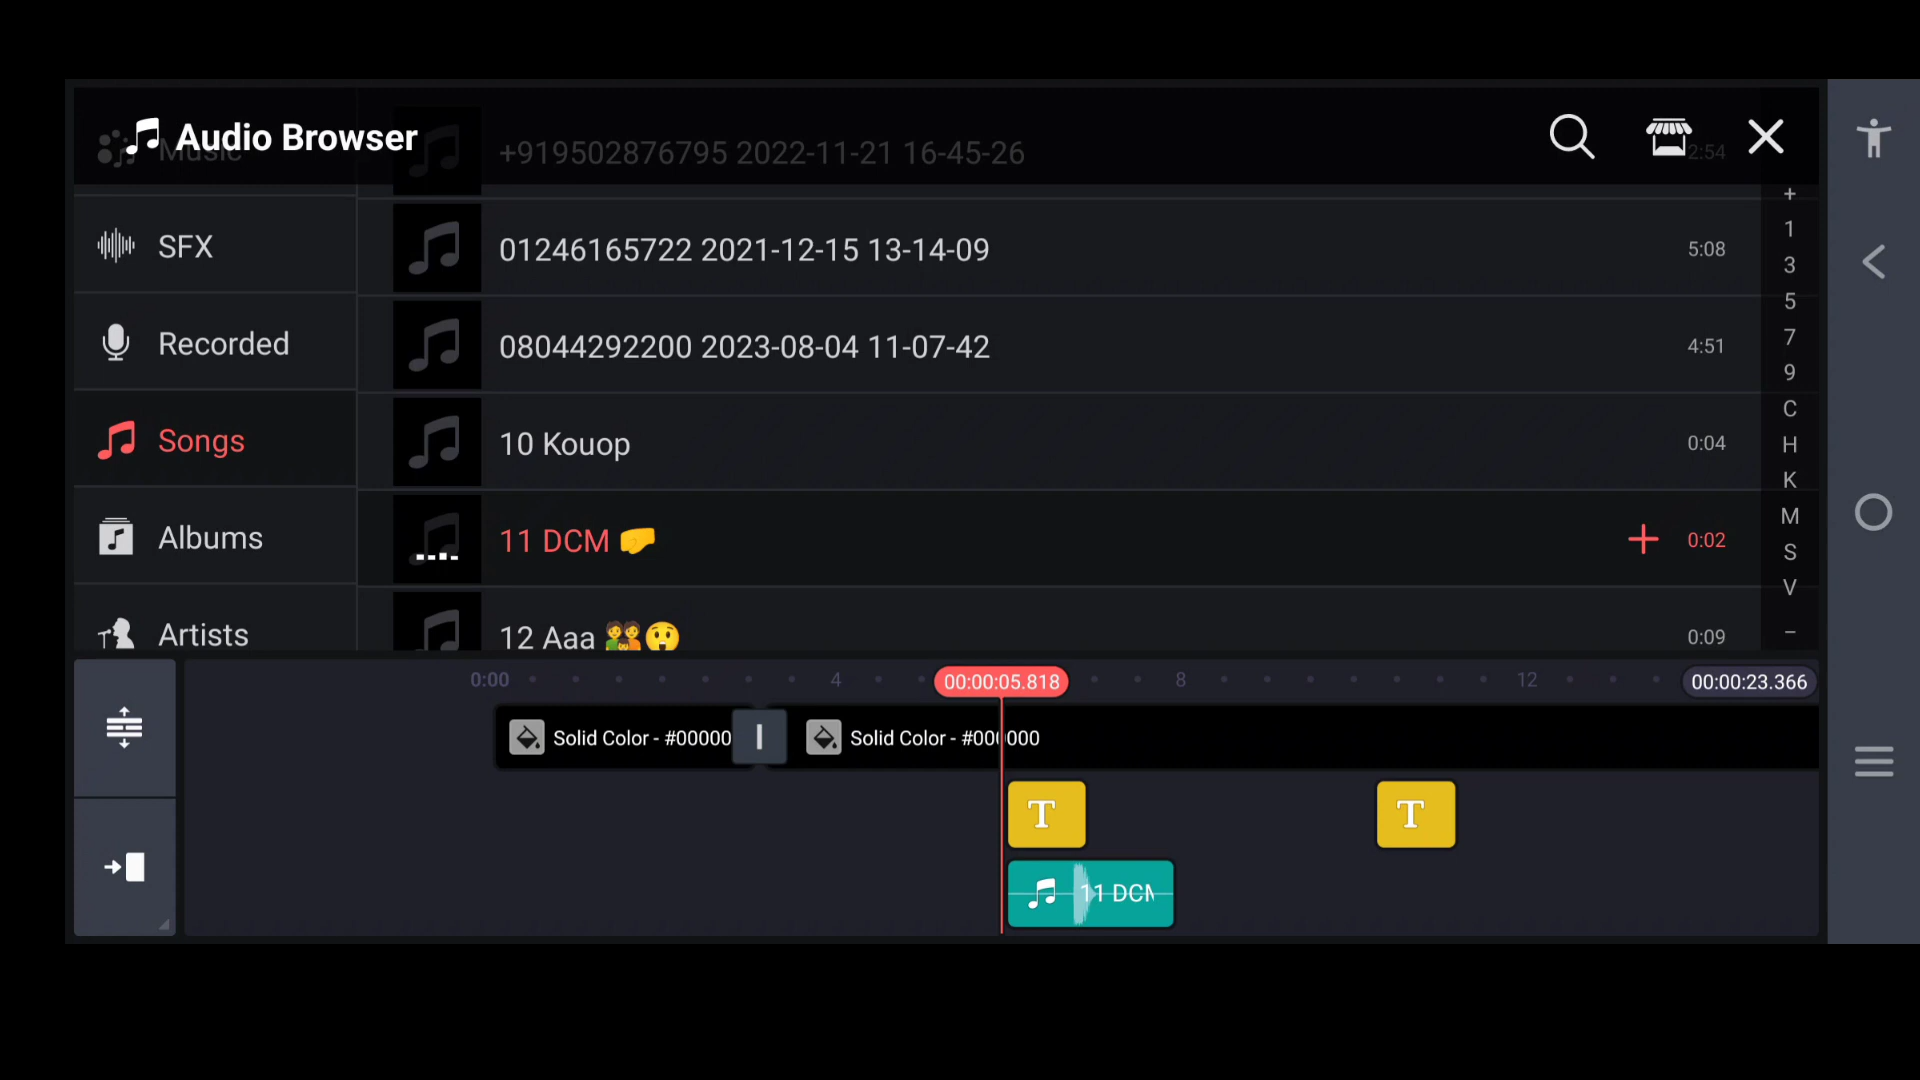 Music
Audio Browser
+919502876795 2022-11-21 16-45-26
2:54
SFX
01246165722 2021-12-15 13-14-09
5:08
Recorded
08044292200 2023-08-04 11-07-42
4:51
Songs
10 Kouop
0:04
Albums
11 DCM 🤛
0:02
Artists
12 Aaa 👫😲
0:09
+
1
3
5
7
9
C
H
K
M
S
V
–
0:00
4
00:00:05.818
8
12
00:00:23.366
Solid Color - #00000
Solid Color - #000000
T
T
11 DCM